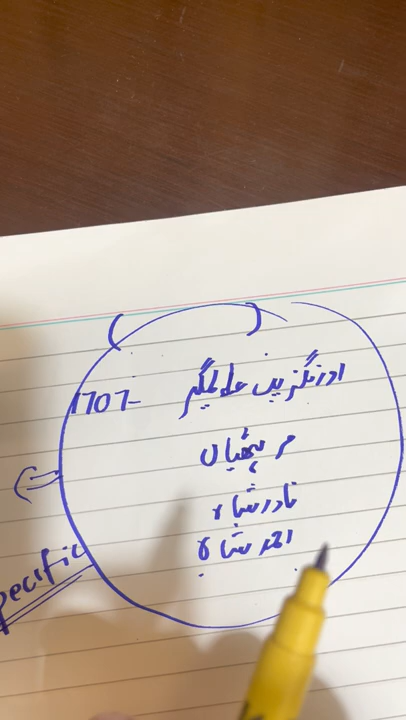 اورنگزیب عالمگیر 1707-
مرہٹیاں
نادر شاہ
احمد شاہ
pecific